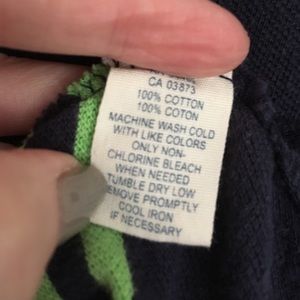 CA 03873
100% COTTON
100% COTON
MACHINE WASH COLD
WITH LIKE COLORS
ONLY NON-
CHLORINE BLEACH
WHEN NEEDED
TUMBLE DRY LOW
REMOVE PROMPTLY
COOL IRON
IF NECESSARY